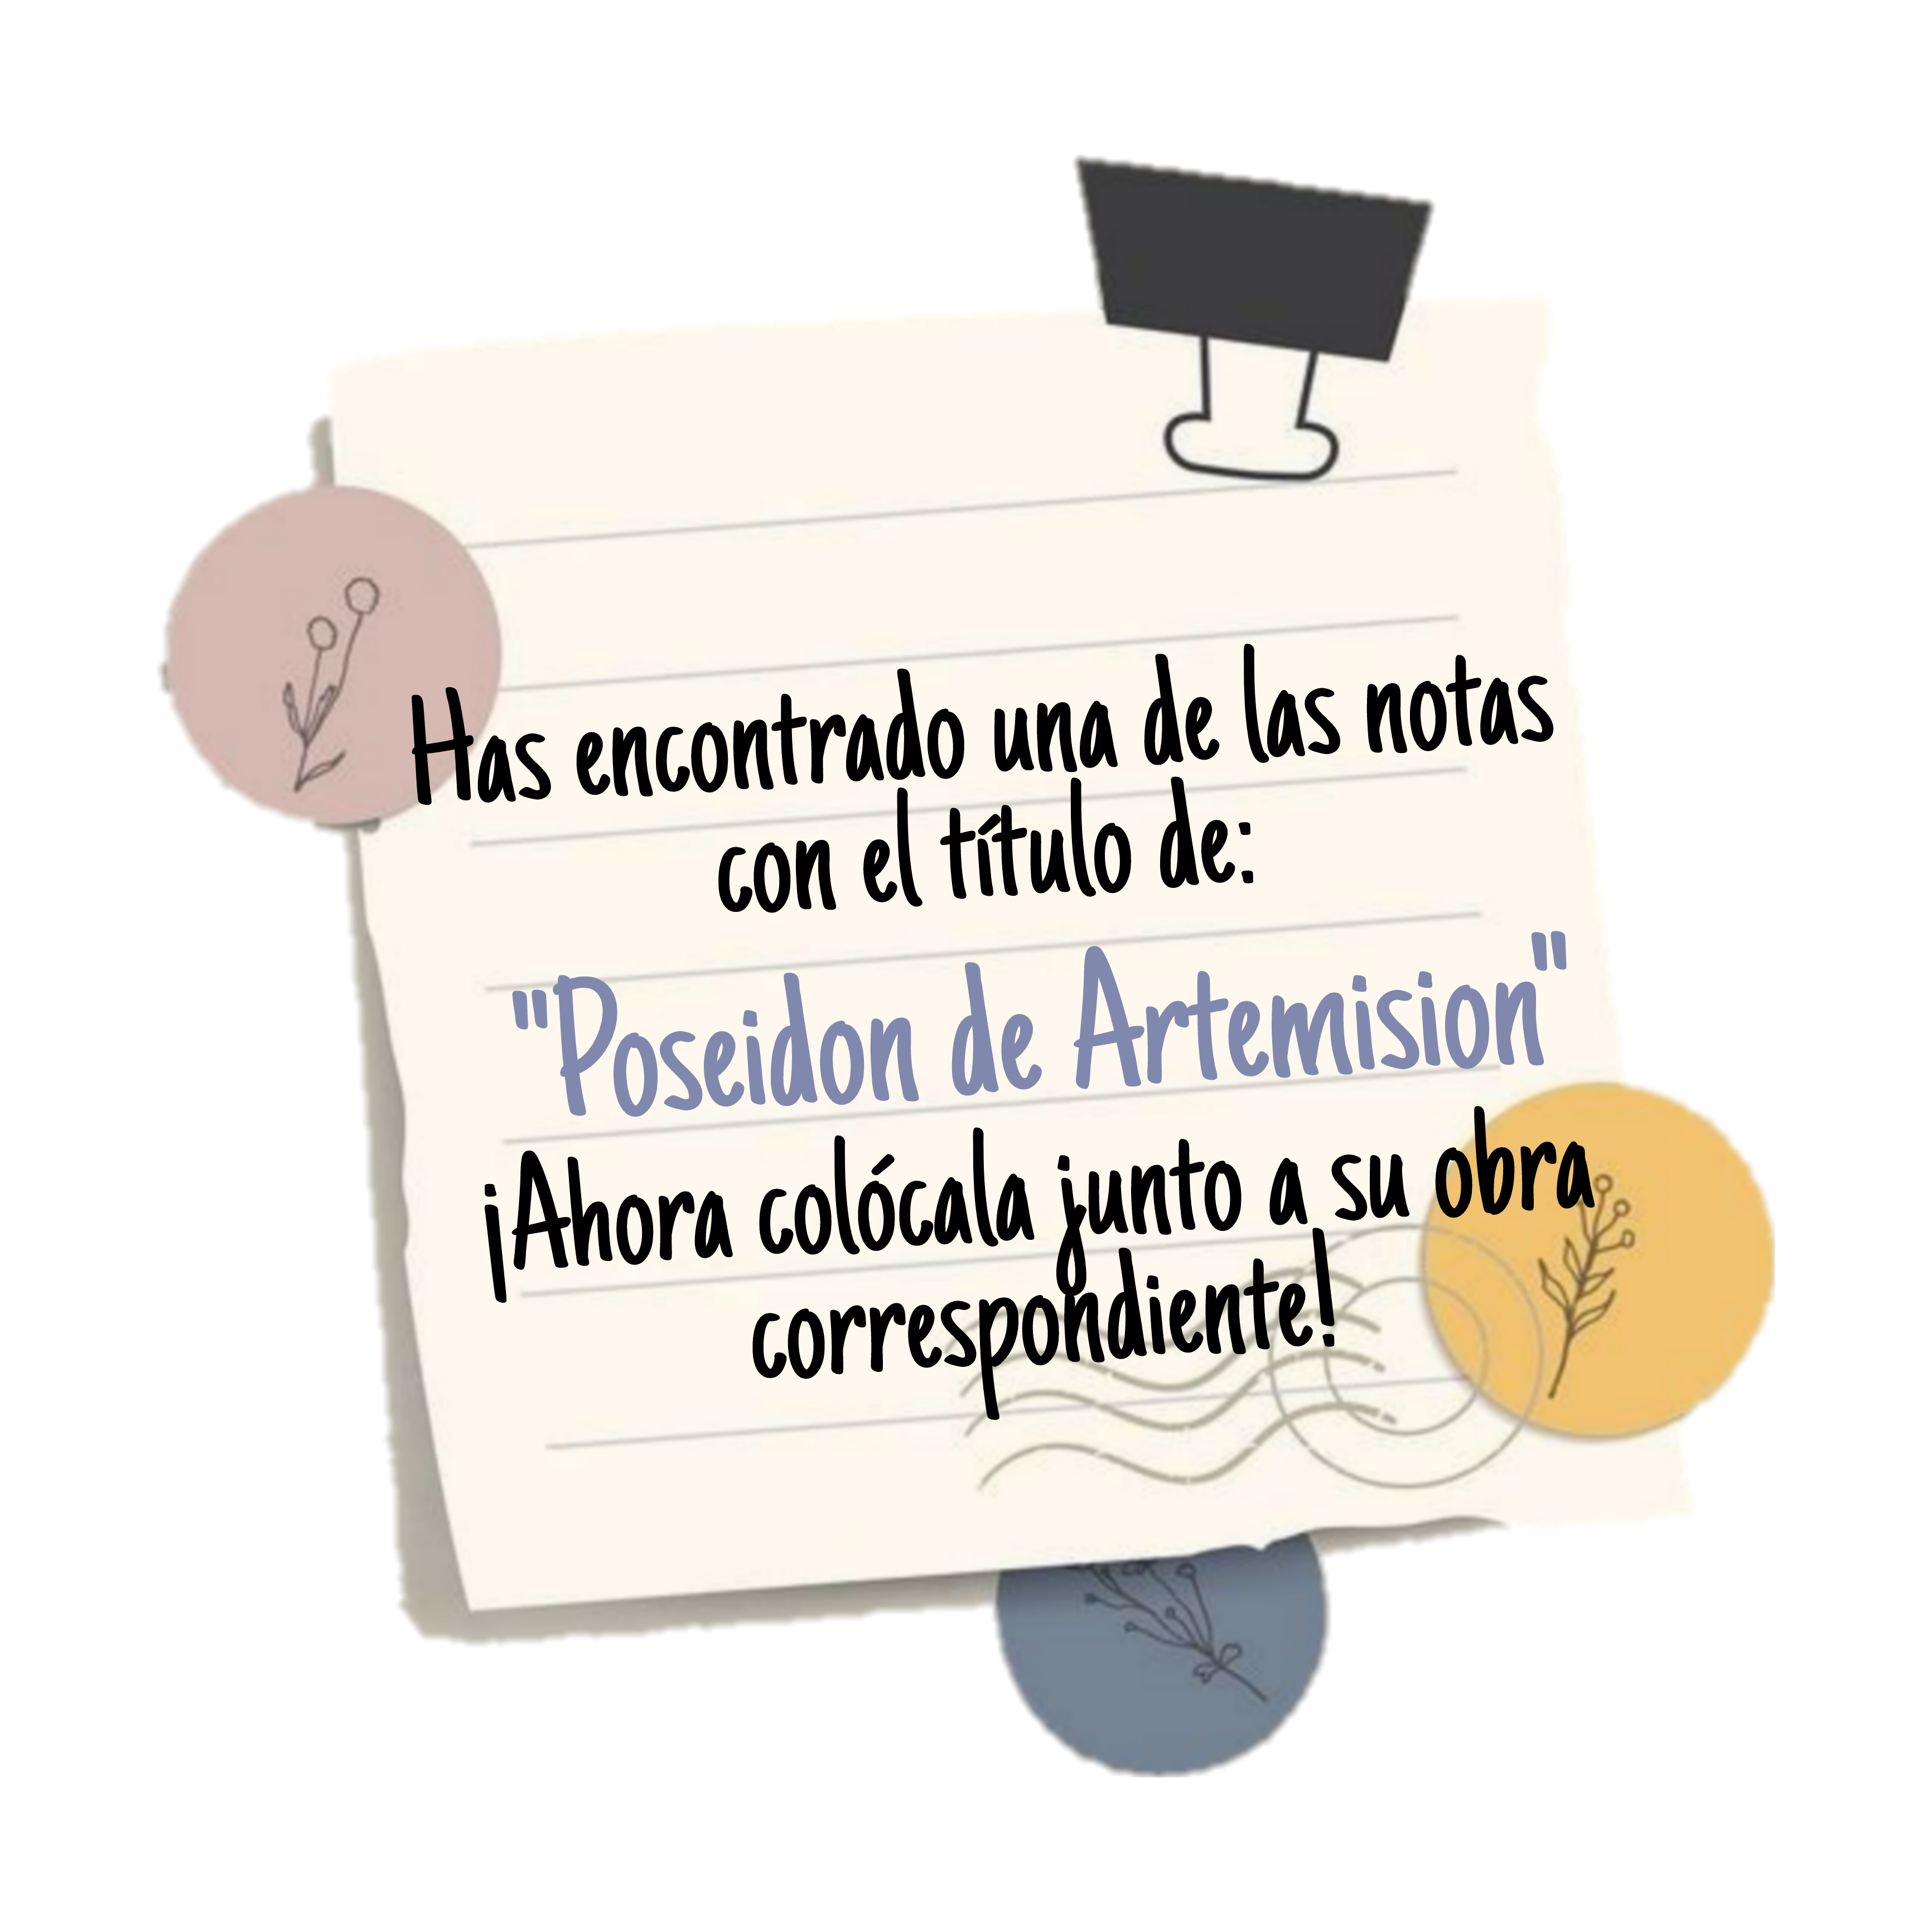 Has encontrado una de las notas
con el título de:
"Poseidon de Artemision"
¡Ahora colócala junto a su obra
correspondiente!